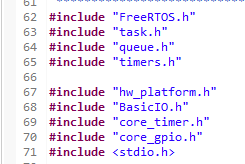 61
62 #include "FreeRTOS.h"
63 #include "task.h"
64 #include "queue.h"
65 #include "timers.h"
66
67 #include "hw_platform.h"
68 #include "BasicIO.h"
69 #include "core_timer.h"
70 #include "core_gpio.h"
71 #include <stdio.h>